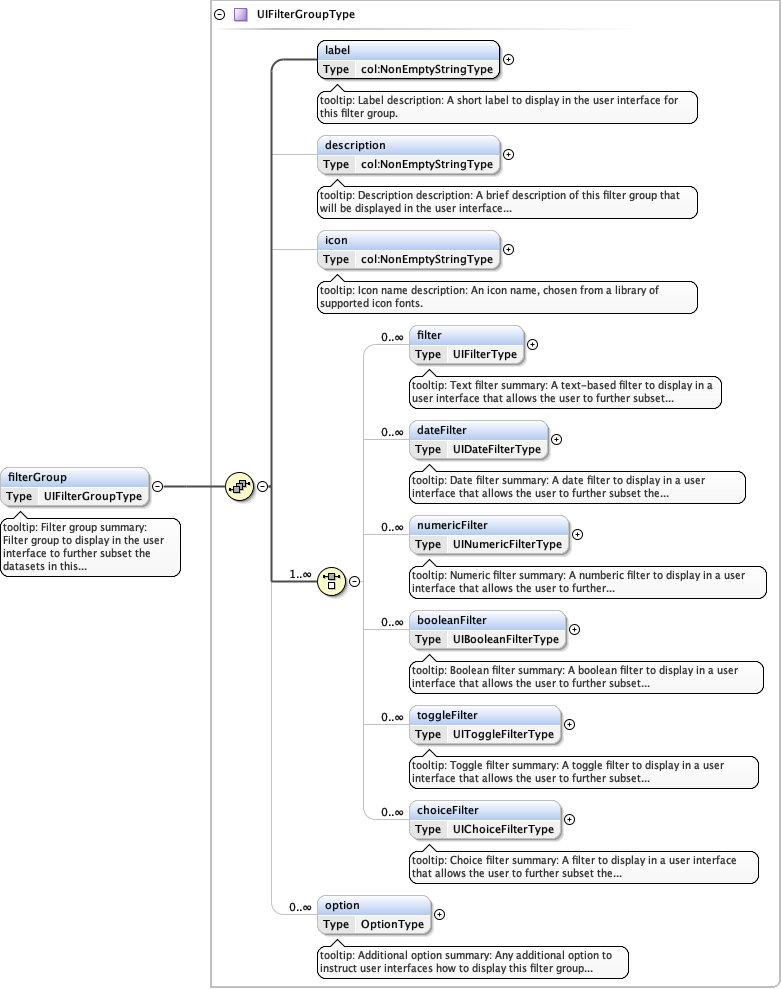 UIFilterGroupType
label
Type col:NonEmptyStringType
tooltip: Label description: A short label to display in the user interface for
this filter group.
description
Type col:NonEmptyStringType
tooltip: Description description: A brief description of this filter group that
will be displayed in the user interface...
icon
Type col:NonEmptyStringType
tooltip: Icon name description: An icon name, chosen from a library of
supported icon fonts.
0..∞
filter
Type UIFilterType
tooltip: Text filter summary: A text-based filter to display in a
user interface that allows the user to further subset...
0..∞
dateFilter
Type UIDateFilterType
tooltip: Date filter summary: A date filter to display in a user
interface that allows the user to further subset the...
filterGroup
Type UIFilterGroupType
tooltip: Filter group summary:
Filter group to display in the user
interface to further subset the
datasets in this...
0..∞
numericFilter
Type UINumericFilterType
tooltip: Numeric filter summary: A numberic filter to display in a user
interface that allows the user to further...
1..∞
0..∞
booleanFilter
Type UIBooleanFilterType
tooltip: Boolean filter summary: A boolean filter to display in a user
interface that allows the user to further subset...
0..∞
toggleFilter
Type UIToggleFilterType
tooltip: Toggle filter summary: A toggle filter to display in a user
interface that allows the user to further subset...
0..∞
choiceFilter
Type UIChoiceFilterType
tooltip: Choice filter summary: A filter to display in a user interface
that allows the user to further subset the...
0..∞
option
Type OptionType
tooltip: Additional option summary: Any additional option to
instruct user interfaces how to display this filter group...